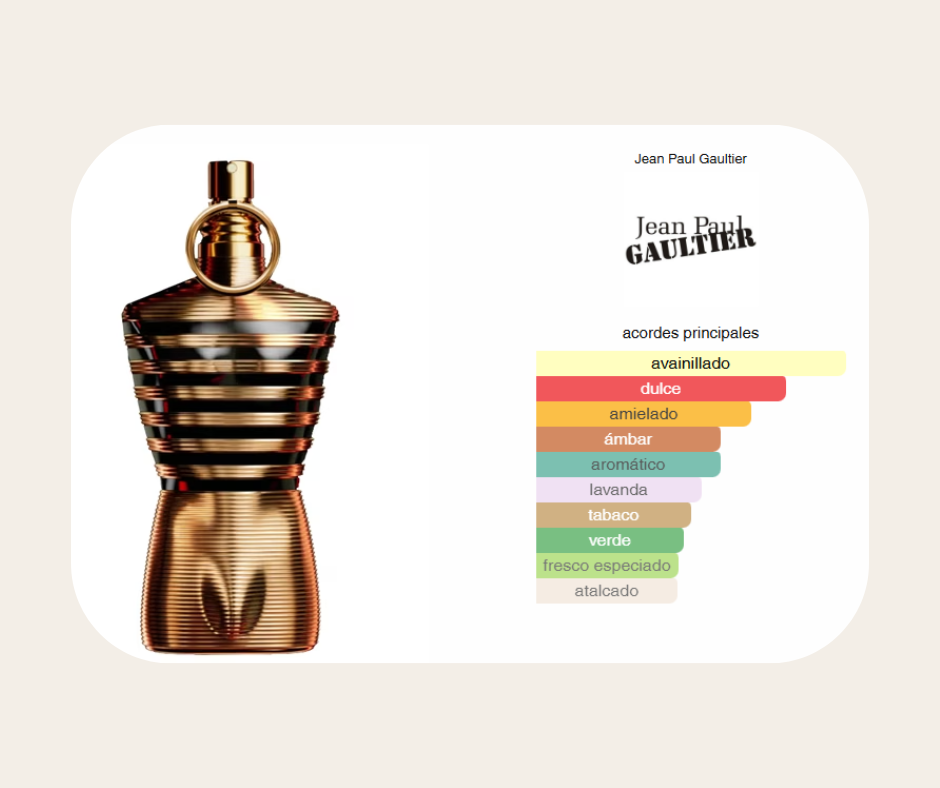 Jean Paul Gaultier
Jean Paul
GAULTIER
acordes principales
avainillado
dulce
amielado
ámbar
aromático
lavanda
tabaco
verde
fresco especiado
atalcado